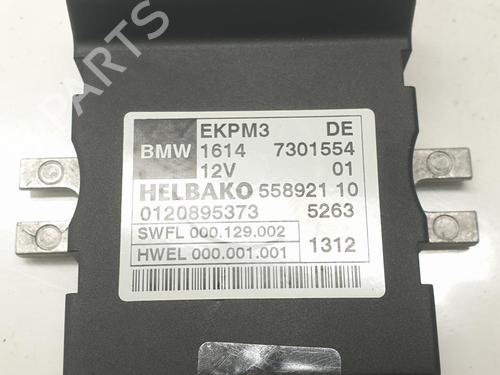 B-PARTS
EKPM3 DE
BMW 1614 7301554
12V 01
HELBAKO 558921 10
0120895373 5263
SWFL 000.129.002
HWEL 000.001.001 1312